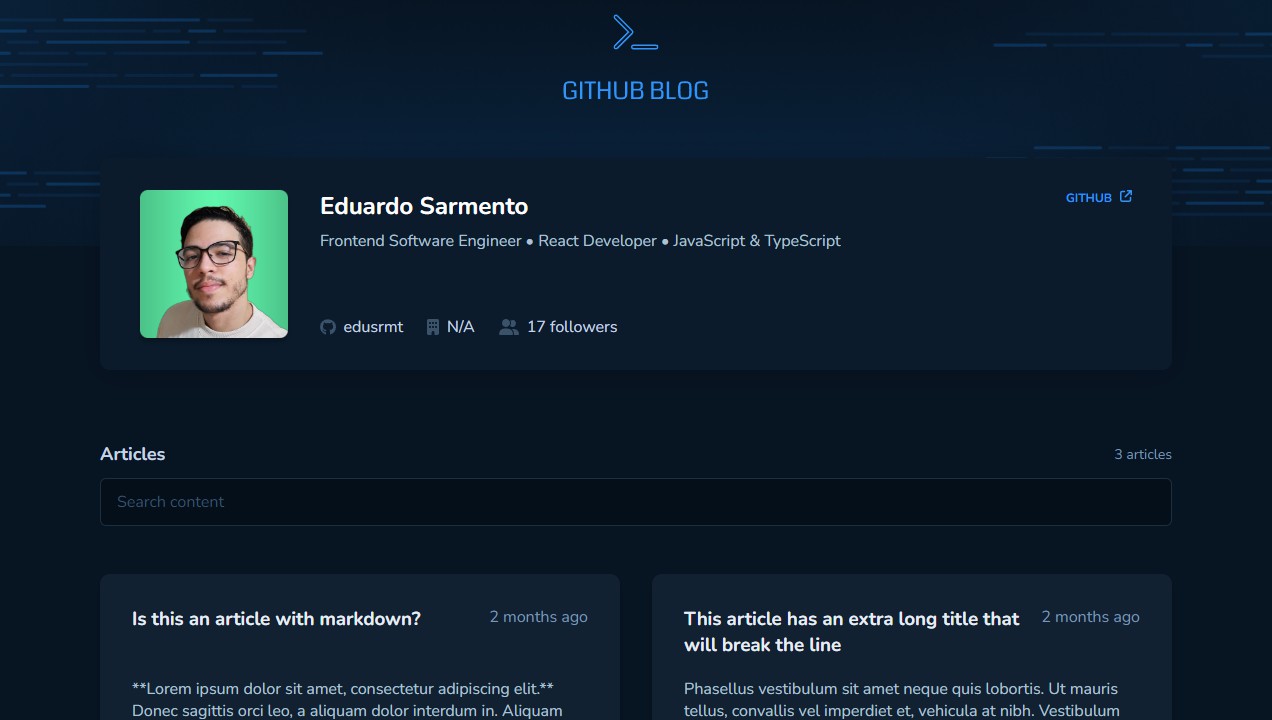 GITHUB BLOG
Eduardo Sarmento
GITHUB
Frontend Software Engineer • React Developer • JavaScript & TypeScript
edusrmt N/A 17 followers
Articles
3 articles
Search content
Is this an article with markdown?
2 months ago
**Lorem ipsum dolor sit amet, consectetur adipiscing elit.**
Donec sagittis orci leo, a aliquam dolor interdum in. Aliquam
This article has an extra long title that
will break the line
2 months ago
Phasellus vestibulum sit amet neque quis lobortis. Ut mauris
tellus, convallis vel imperdiet et, vehicula at nibh. Vestibulum